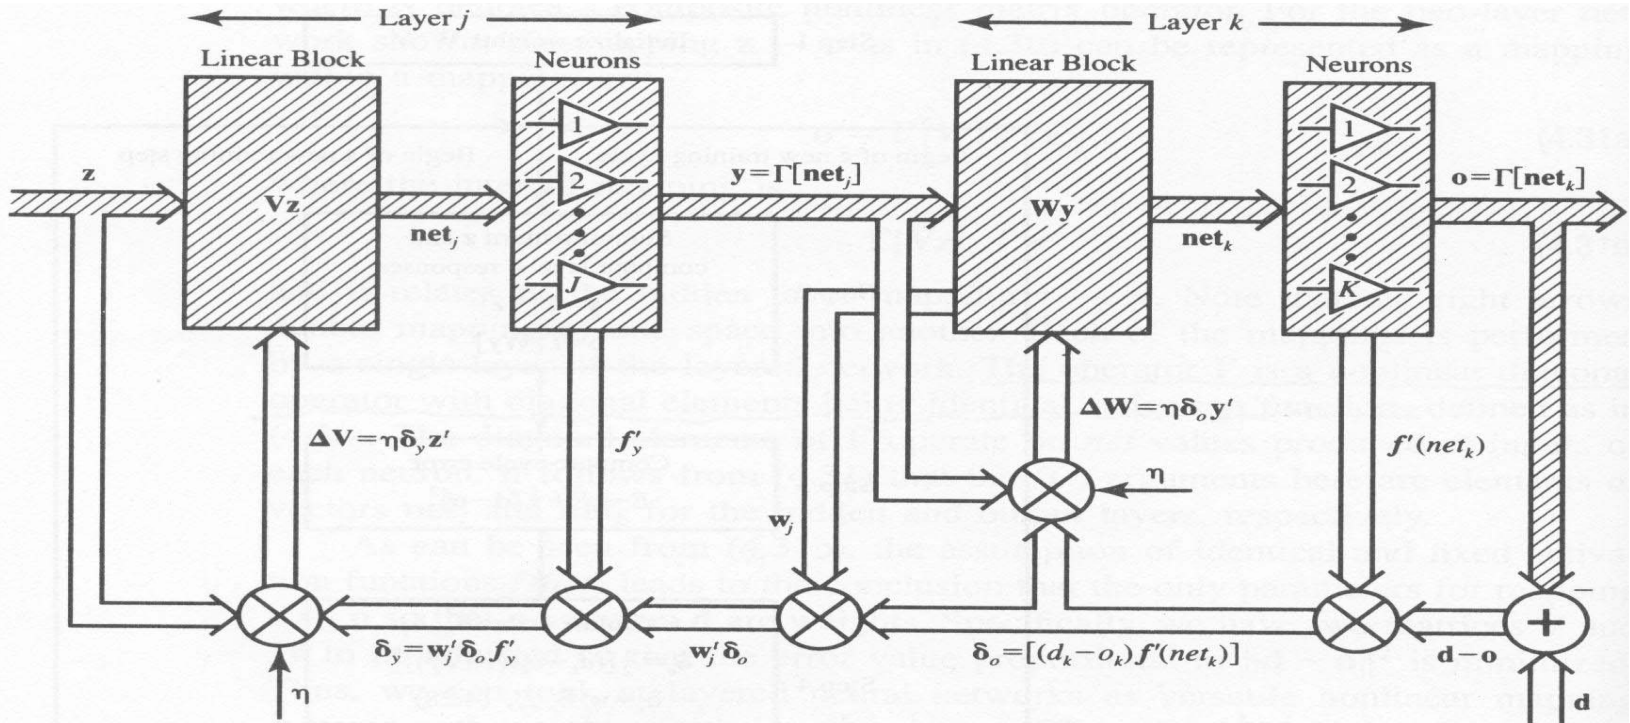 Layer j
Layer k
Linear Block
Neurons
Linear Block
Neurons
1
2
J
1
2
K
z
Vz
net_j
y = Γ[net_j]
Wy
net_k
o = Γ[net_k]
ΔV = ηδ_y z′
f′_y
w_j
ΔW = ηδ_o y′
η
f′(net_k)
δ_y = w′_j δ_o f′_y
w′_j δ_o
δ_o = [(d_k − o_k) f′(net_k)]
d − o
+
η
d